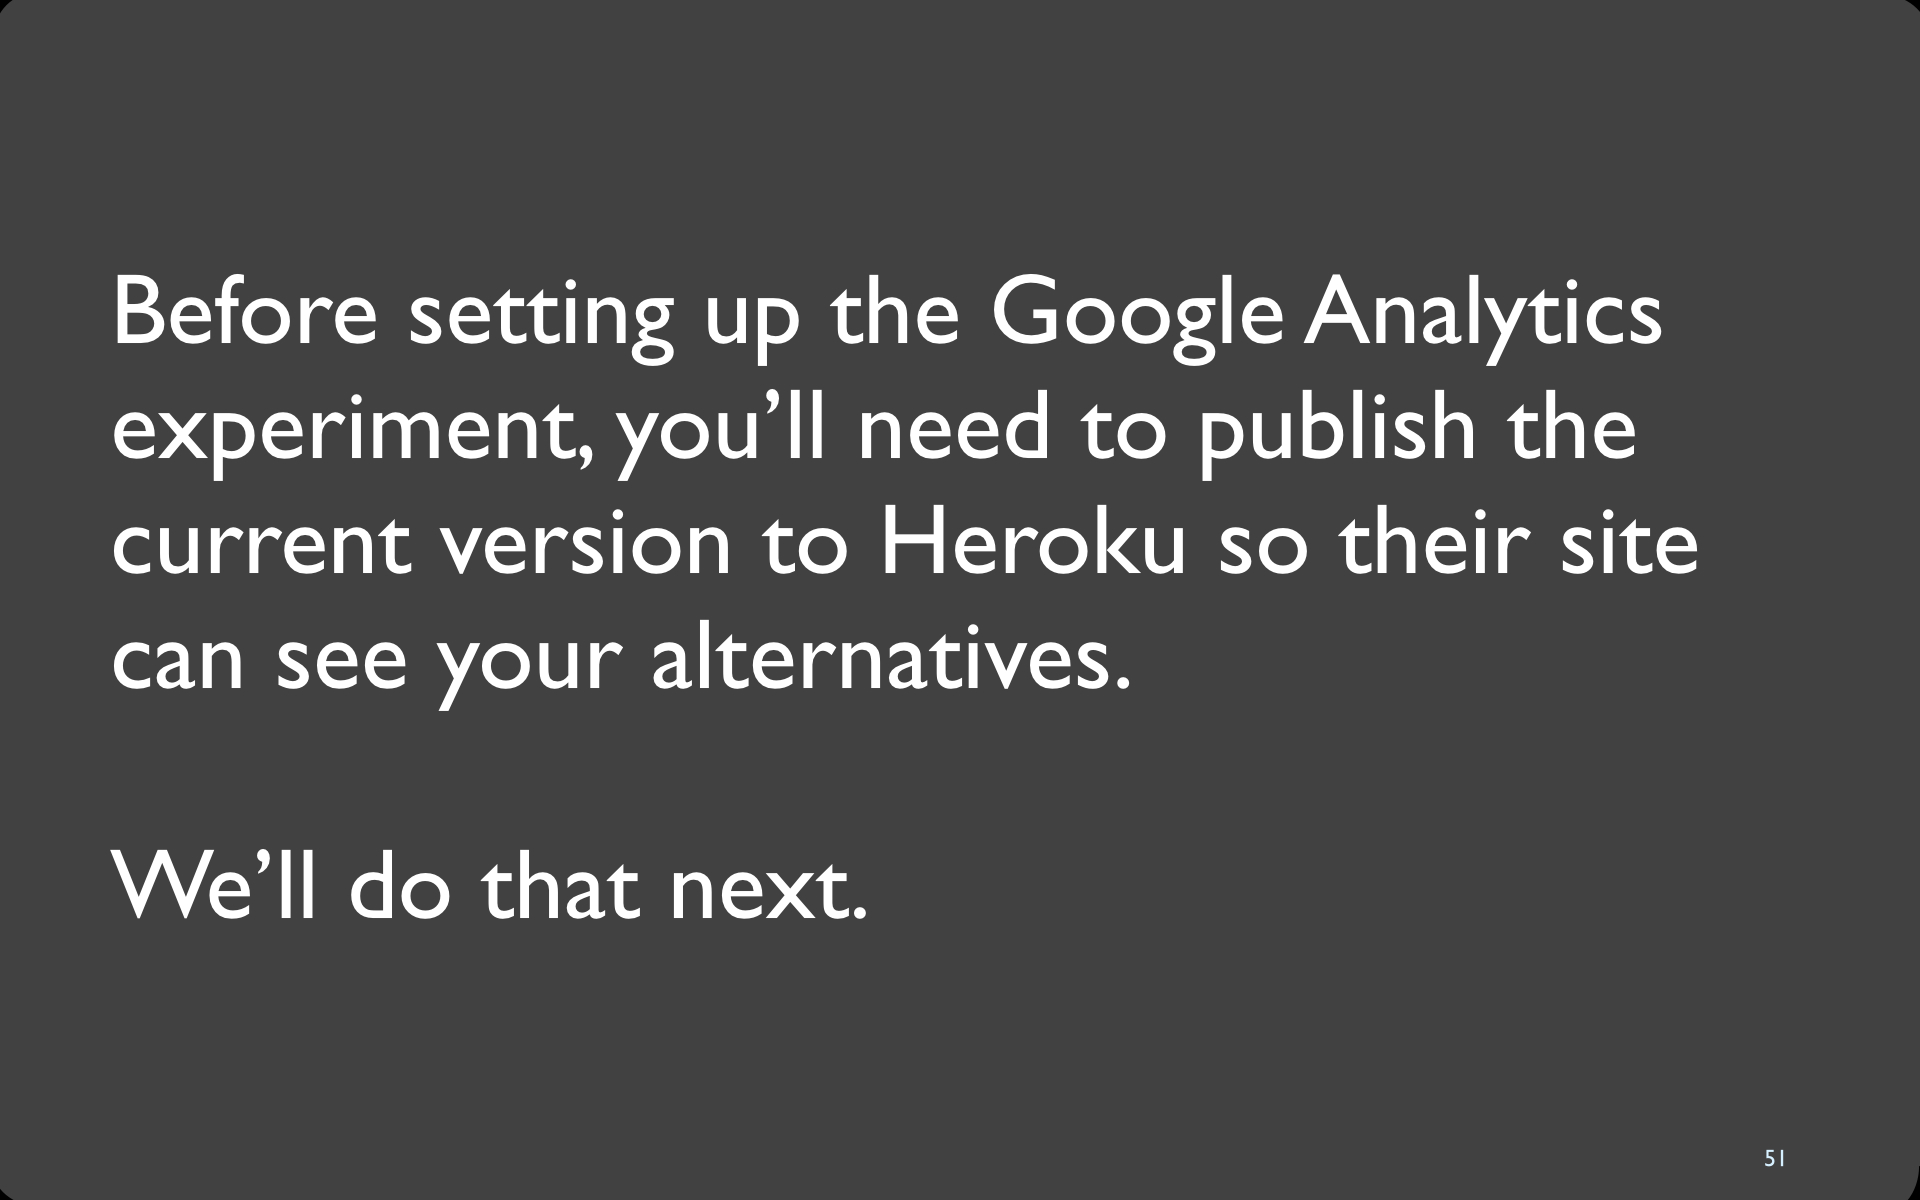 Before setting up the Google Analytics
experiment, you’ll need to publish the
current version to Heroku so their site
can see your alternatives.
We’ll do that next.
51